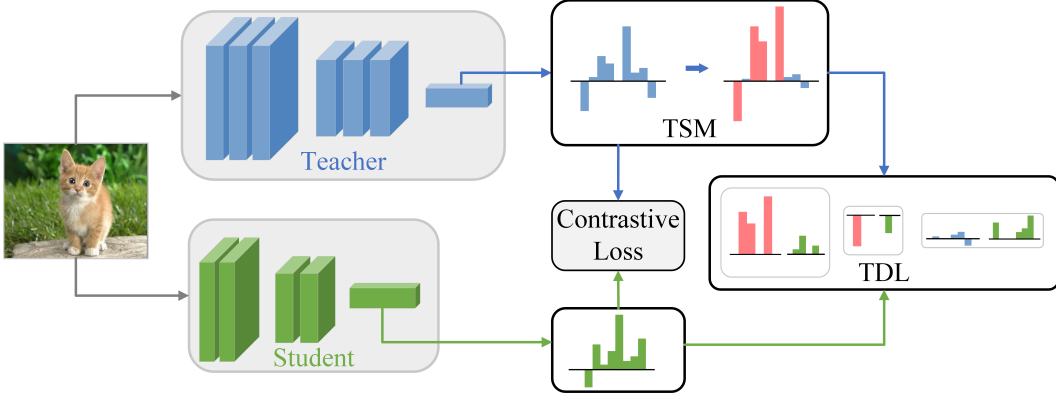 Teacher
TSM
Contrastive
Loss
TDL
Student